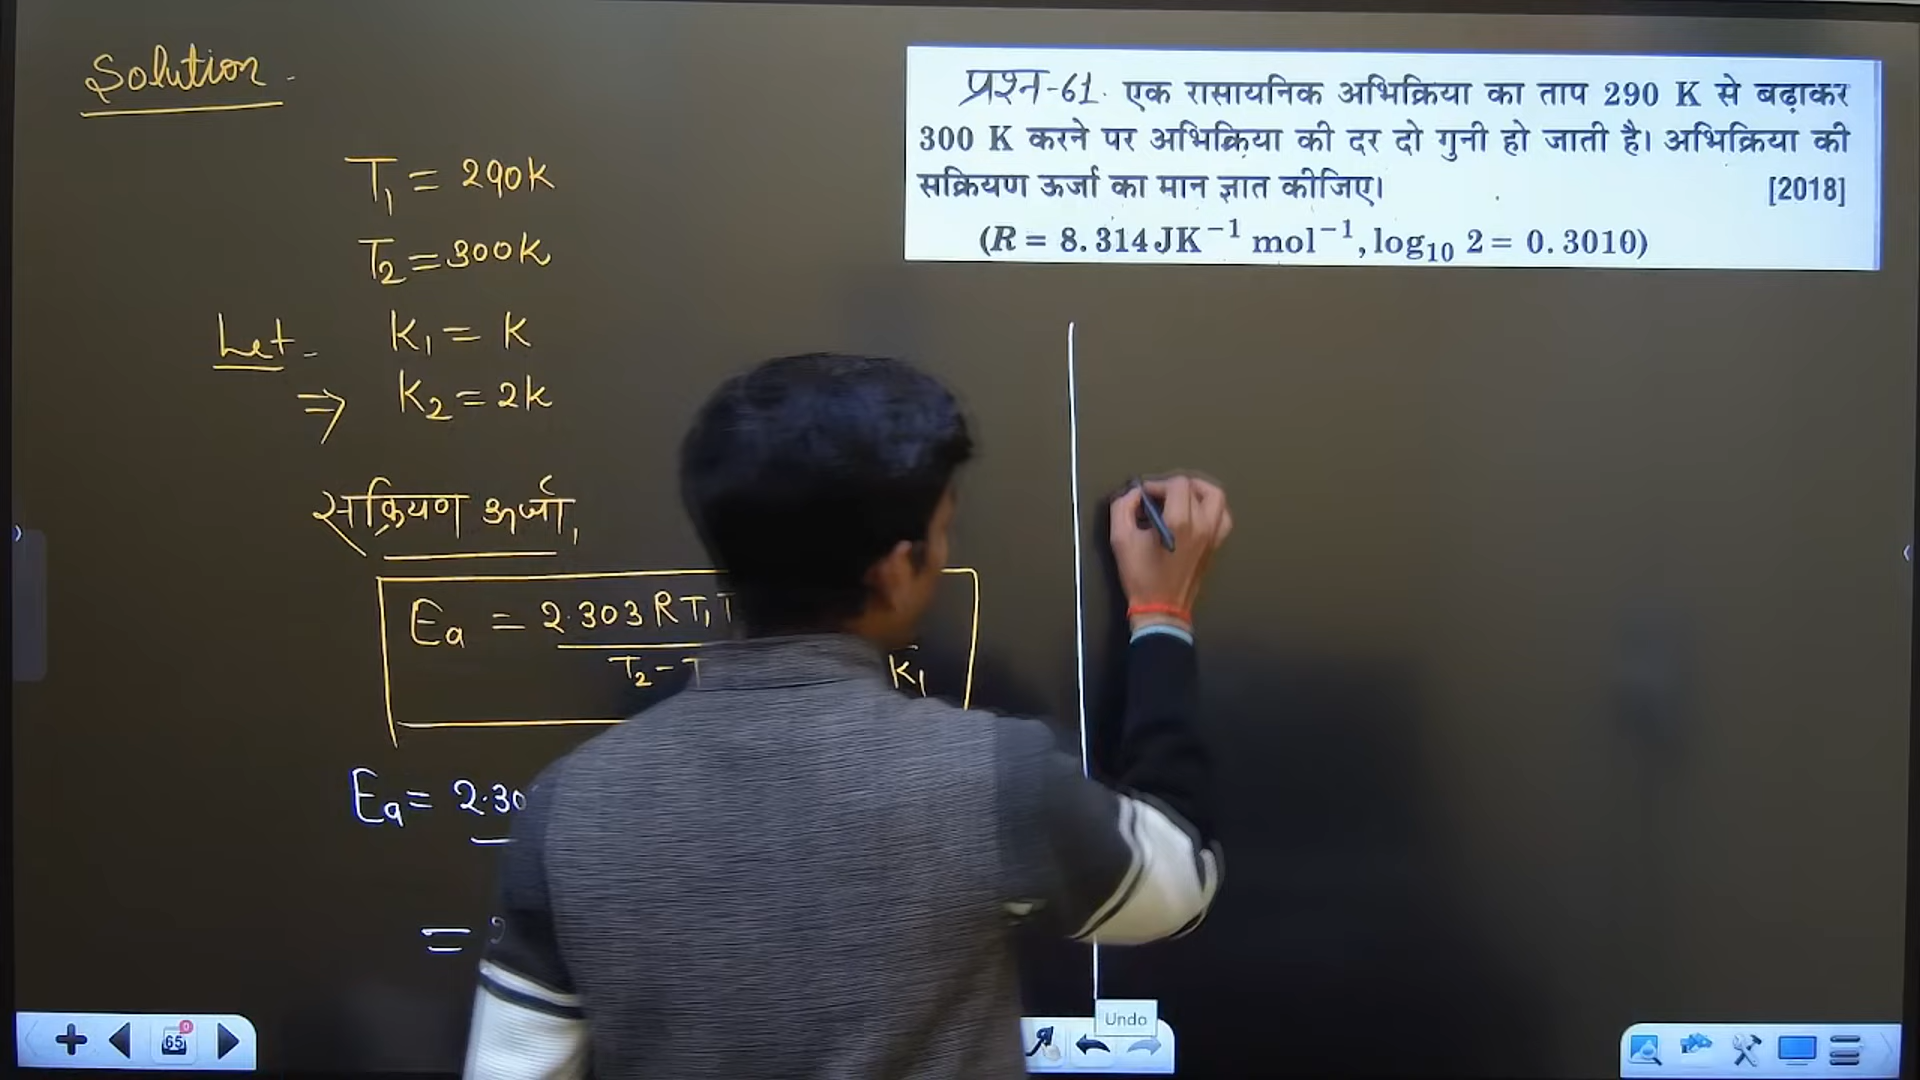 Solution
T₁ = 290K
T₂ = 300K
Let K₁ = K
⇒ K₂ = 2K
सक्रियण ऊर्जा,
Ea = 2.303 R T₁ T
T₂ - T K₁
Ea = 2.30
=
प्रश्न-61. एक रासायनिक अभिक्रिया का ताप 290 K से बढ़ाकर
300 K करने पर अभिक्रिया की दर दो गुनी हो जाती है। अभिक्रिया की
सक्रियण ऊर्जा का मान ज्ञात कीजिए। [2018]
(R = 8.314 JK⁻¹ mol⁻¹, log₁₀ 2 = 0.3010)
Undo
65
0